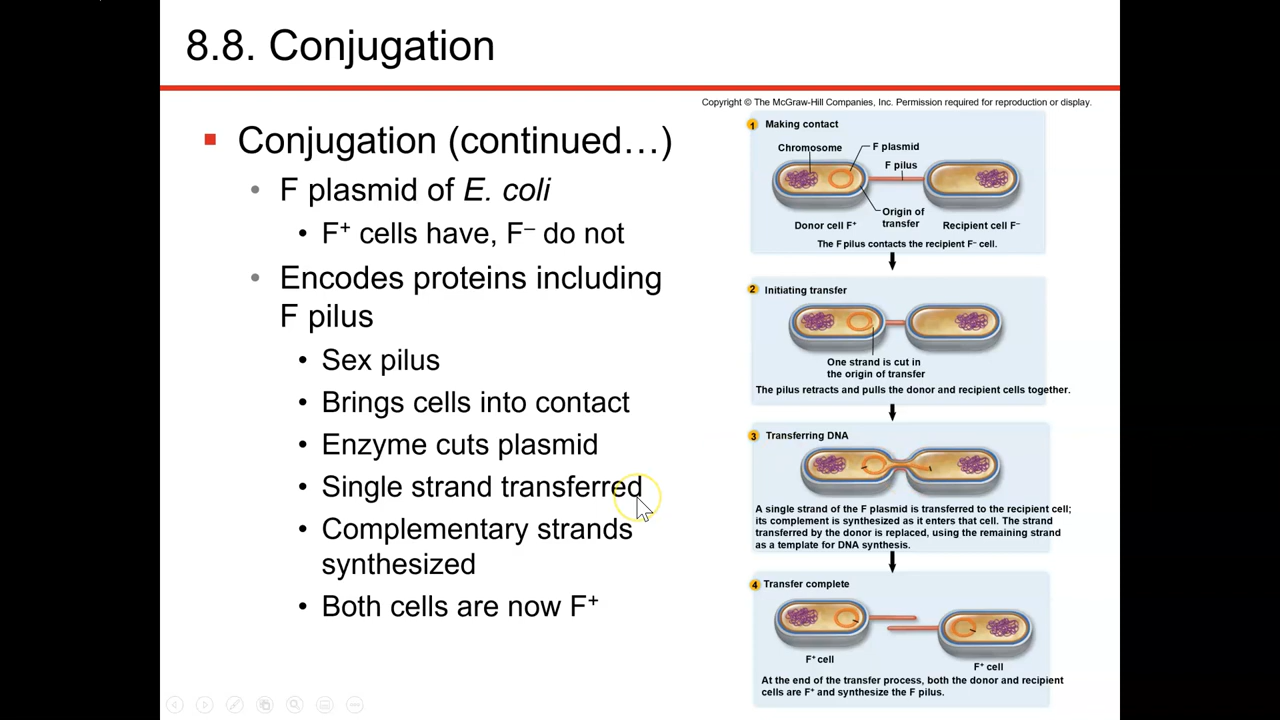 8.8. Conjugation
Conjugation (continued…)
F plasmid of E. coli
F⁺ cells have, F⁻ do not
Encodes proteins including
F pilus
Sex pilus
Brings cells into contact
Enzyme cuts plasmid
Single strand transferred
Complementary strands
synthesized
Both cells are now F⁺
Copyright © The McGraw-Hill Companies, Inc. Permission required for reproduction or display.
1 Making contact
Chromosome
F plasmid
F pilus
Origin of
transfer
Donor cell F⁺
Recipient cell F⁻
The F pilus contacts the recipient F⁻ cell.
2 Initiating transfer
One strand is cut in
the origin of transfer
The pilus retracts and pulls the donor and recipient cells together.
3 Transferring DNA
A single strand of the F plasmid is transferred to the recipient cell;
its complement is synthesized as it enters that cell. The strand
transferred by the donor is replaced, using the remaining strand
as a template for DNA synthesis.
4 Transfer complete
F⁺ cell
F⁺ cell
At the end of the transfer process, both the donor and recipient
cells are F⁺ and synthesize the F pilus.